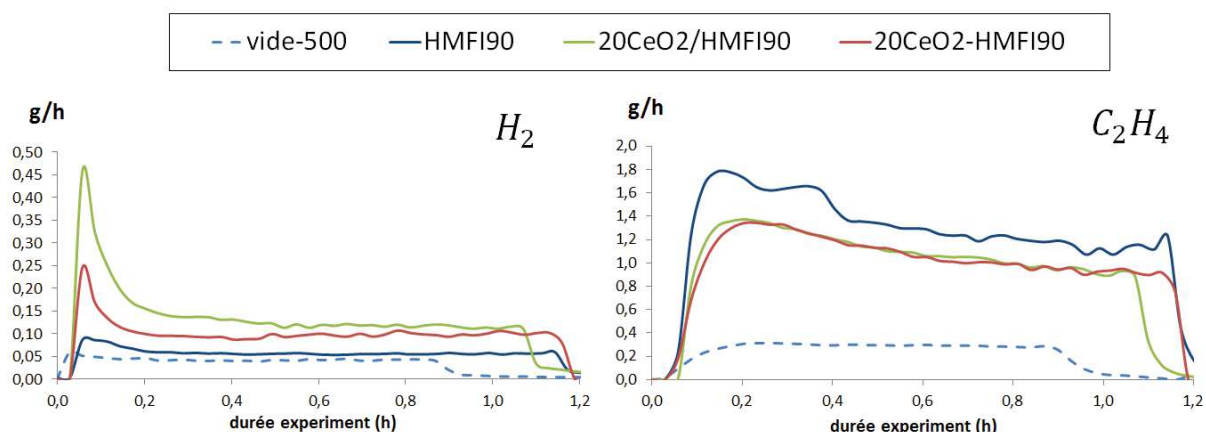 vide-500 HMFI90 20CeO2/HMFI90 20CeO2-HMFI90
g/h
H₂
0,50
0,45
0,40
0,35
0,30
0,25
0,20
0,15
0,10
0,05
0,00
0,0 0,2 0,4 0,6 0,8 1,0 1,2
durée experiment (h)
g/h
C₂H₄
2,0
1,8
1,6
1,4
1,2
1,0
0,8
0,6
0,4
0,2
0,0
0,0 0,2 0,4 0,6 0,8 1,0 1,2
durée experiment (h)